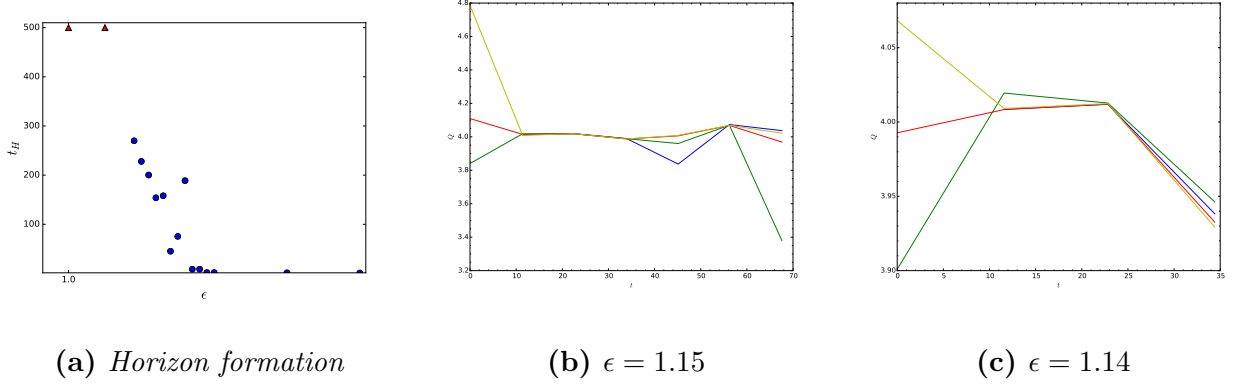 500
400
300
200
100
t_H
1.0
ϵ
4.8
4.6
4.4
4.2
4.0
3.8
3.6
3.4
3.2
Q
0 10 20 30 40 50 60 70
t
4.05
4.00
3.95
3.90
Q
0 5 10 15 20 25 30 35
t
(a) Horizon formation
(b) ϵ = 1.15
(c) ϵ = 1.14